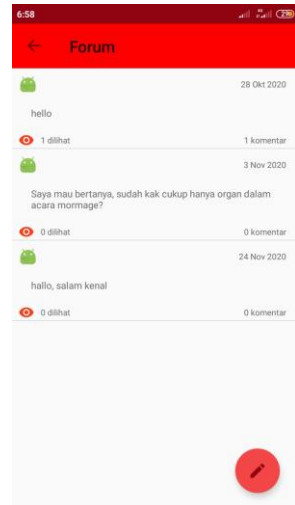 6:58
Forum
28 Okt 2020
hello
1 dilihat 1 komentar
3 Nov 2020
Saya mau bertanya, sudah kak cukup hanya organ dalam
acara mormage?
0 dilihat 0 komentar
24 Nov 2020
hallo, salam kenal
0 dilihat 0 komentar